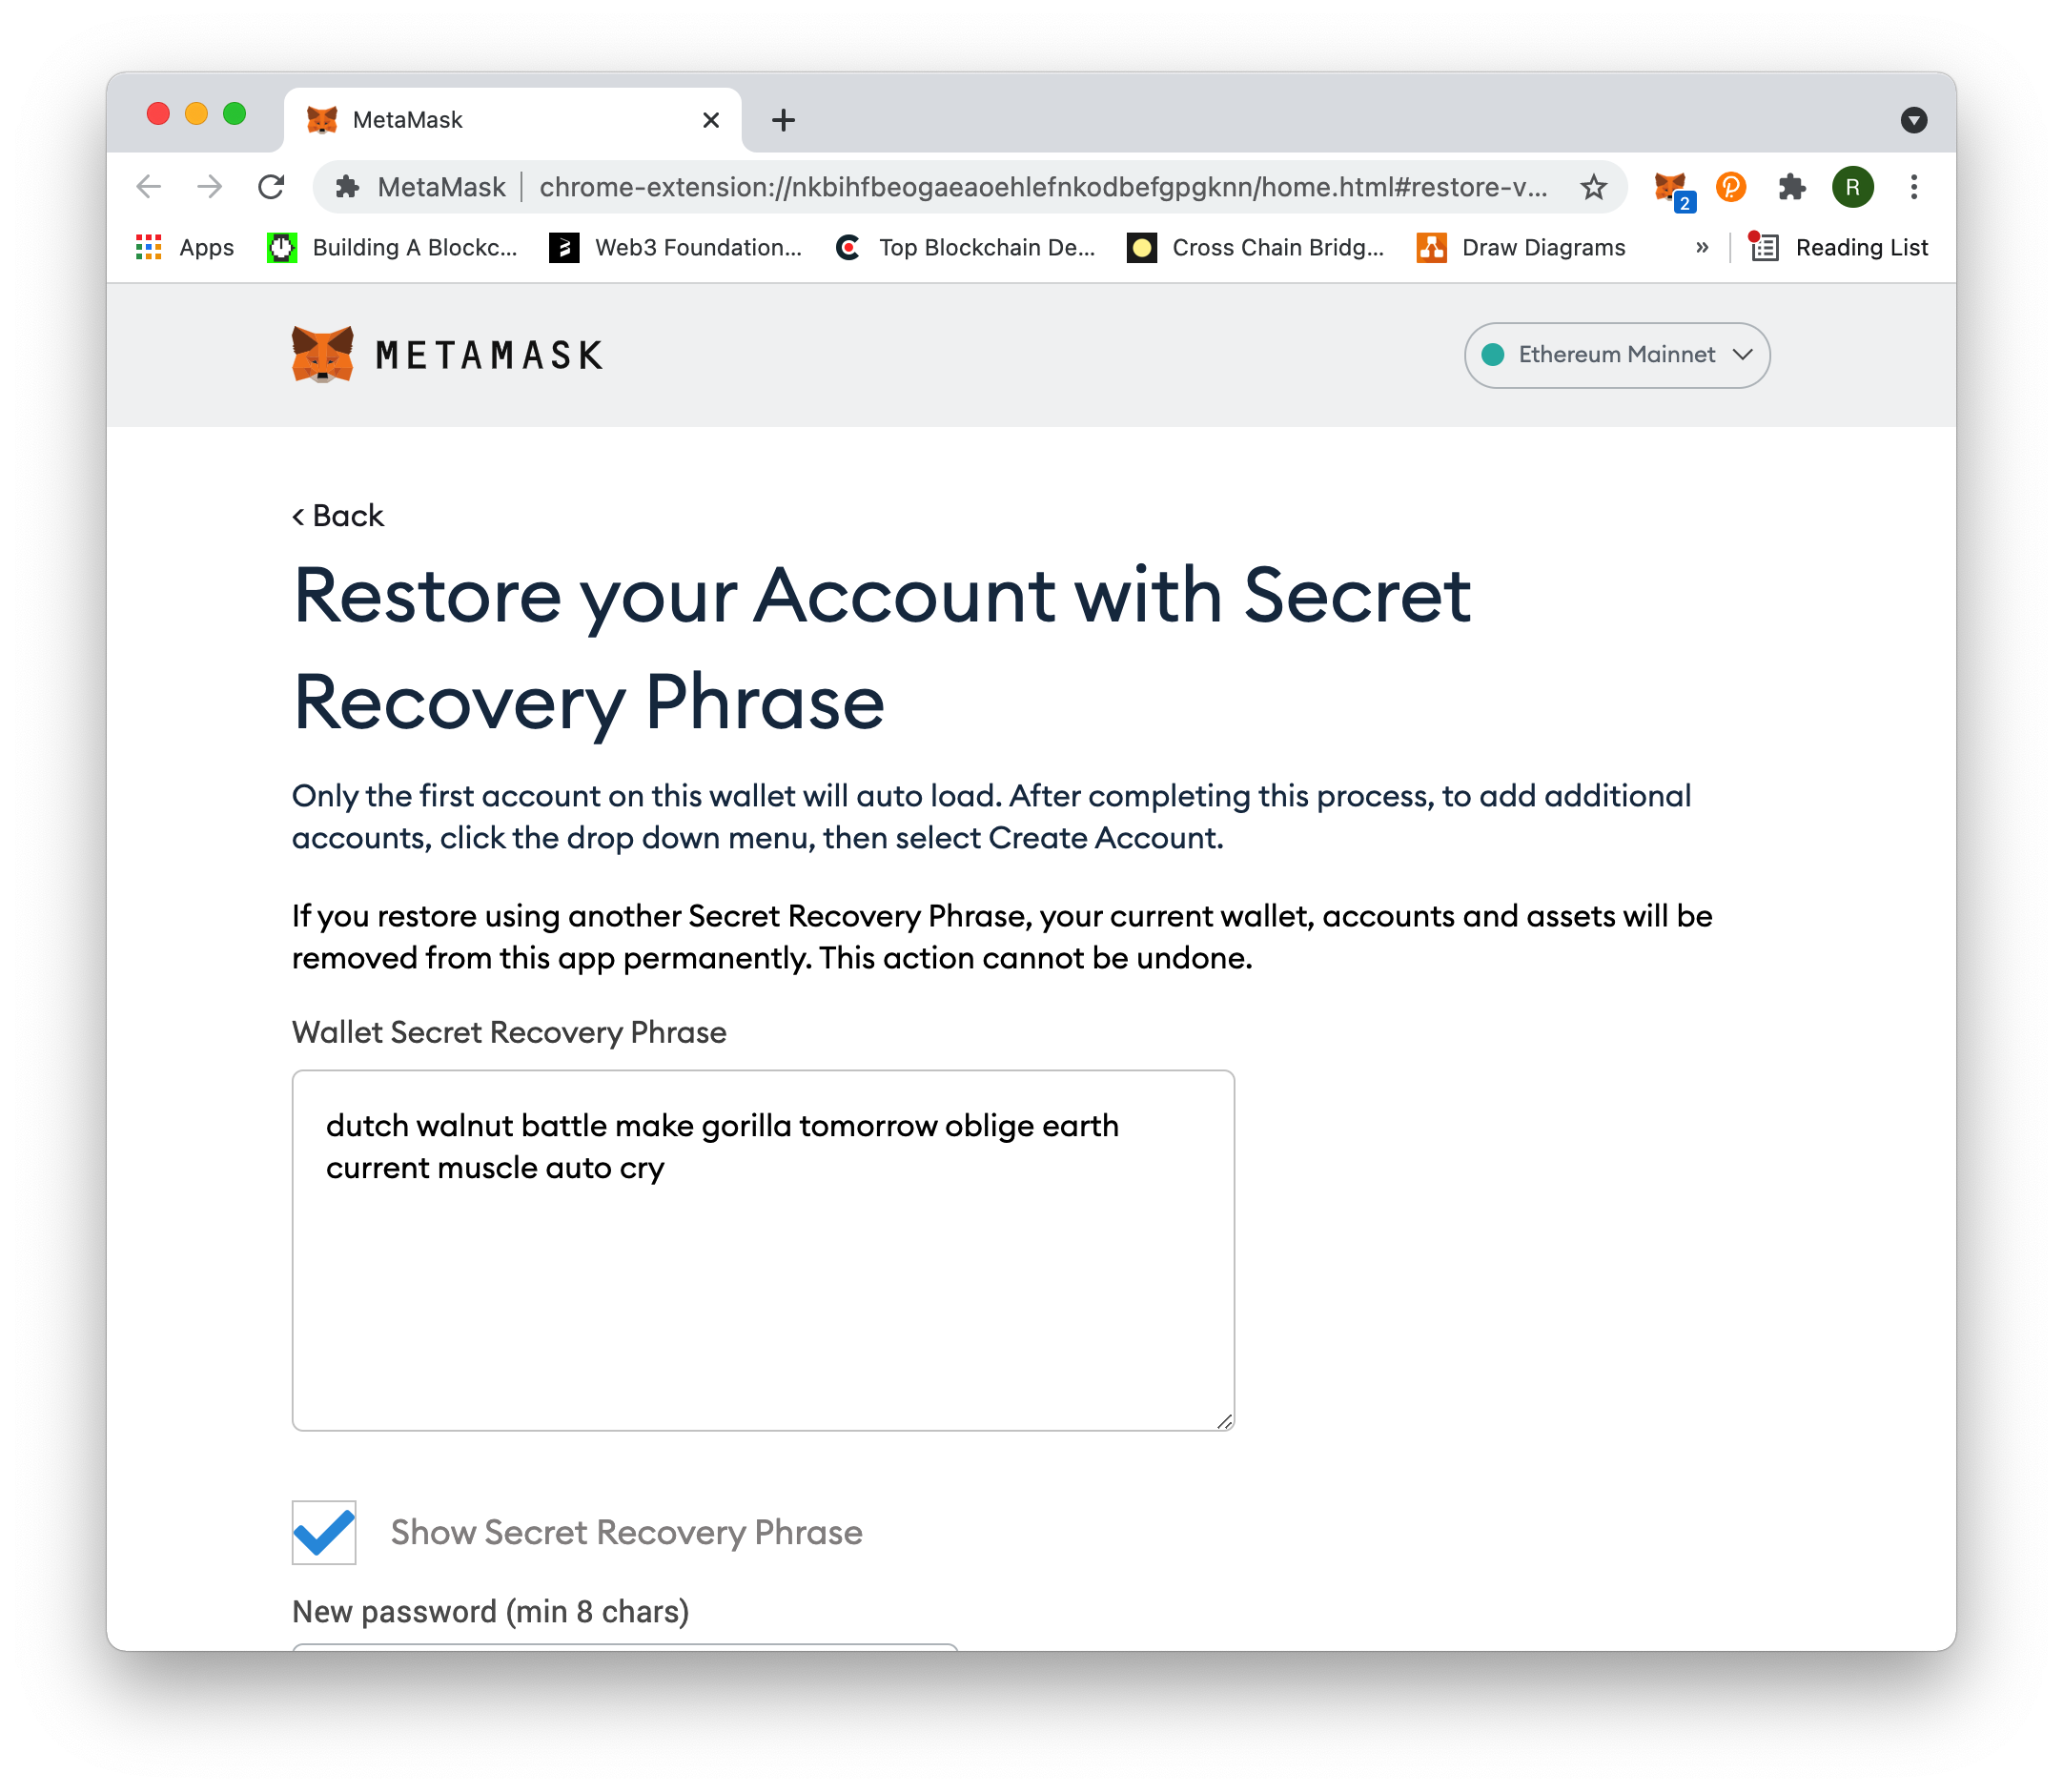 MetaMask
MetaMask | chrome-extension://nkbihfbeogaeaoehlefnkodbefgpgknn/home.html#restore-v...
2
R
Apps
Building A Blockc...
Web3 Foundation...
Top Blockchain De...
Cross Chain Bridg...
Draw Diagrams
»
Reading List
METAMASK
Ethereum Mainnet
< Back
Restore your Account with Secret
Recovery Phrase
Only the first account on this wallet will auto load. After completing this process, to add additional
accounts, click the drop down menu, then select Create Account.
If you restore using another Secret Recovery Phrase, your current wallet, accounts and assets will be
removed from this app permanently. This action cannot be undone.
Wallet Secret Recovery Phrase
dutch walnut battle make gorilla tomorrow oblige earth
current muscle auto cry
Show Secret Recovery Phrase
New password (min 8 chars)